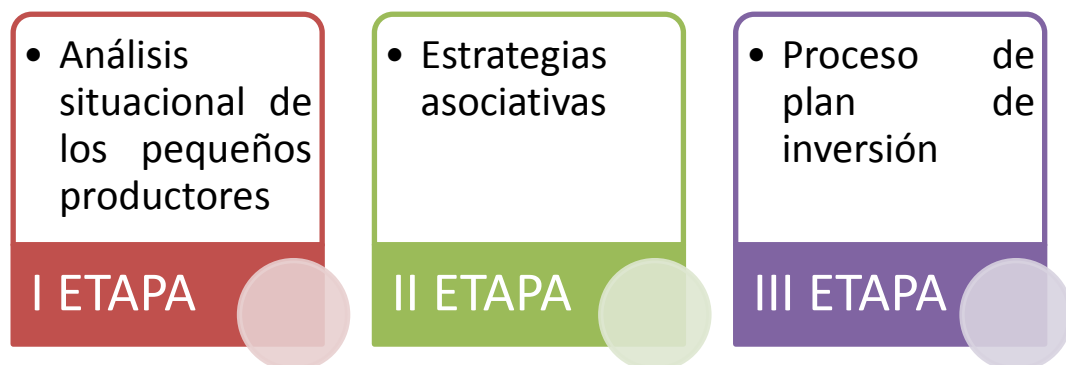 • Análisis
situacional de
los pequeños
productores
I ETAPA
• Estrategias
asociativas
II ETAPA
• Proceso de
plan de
inversión
III ETAPA